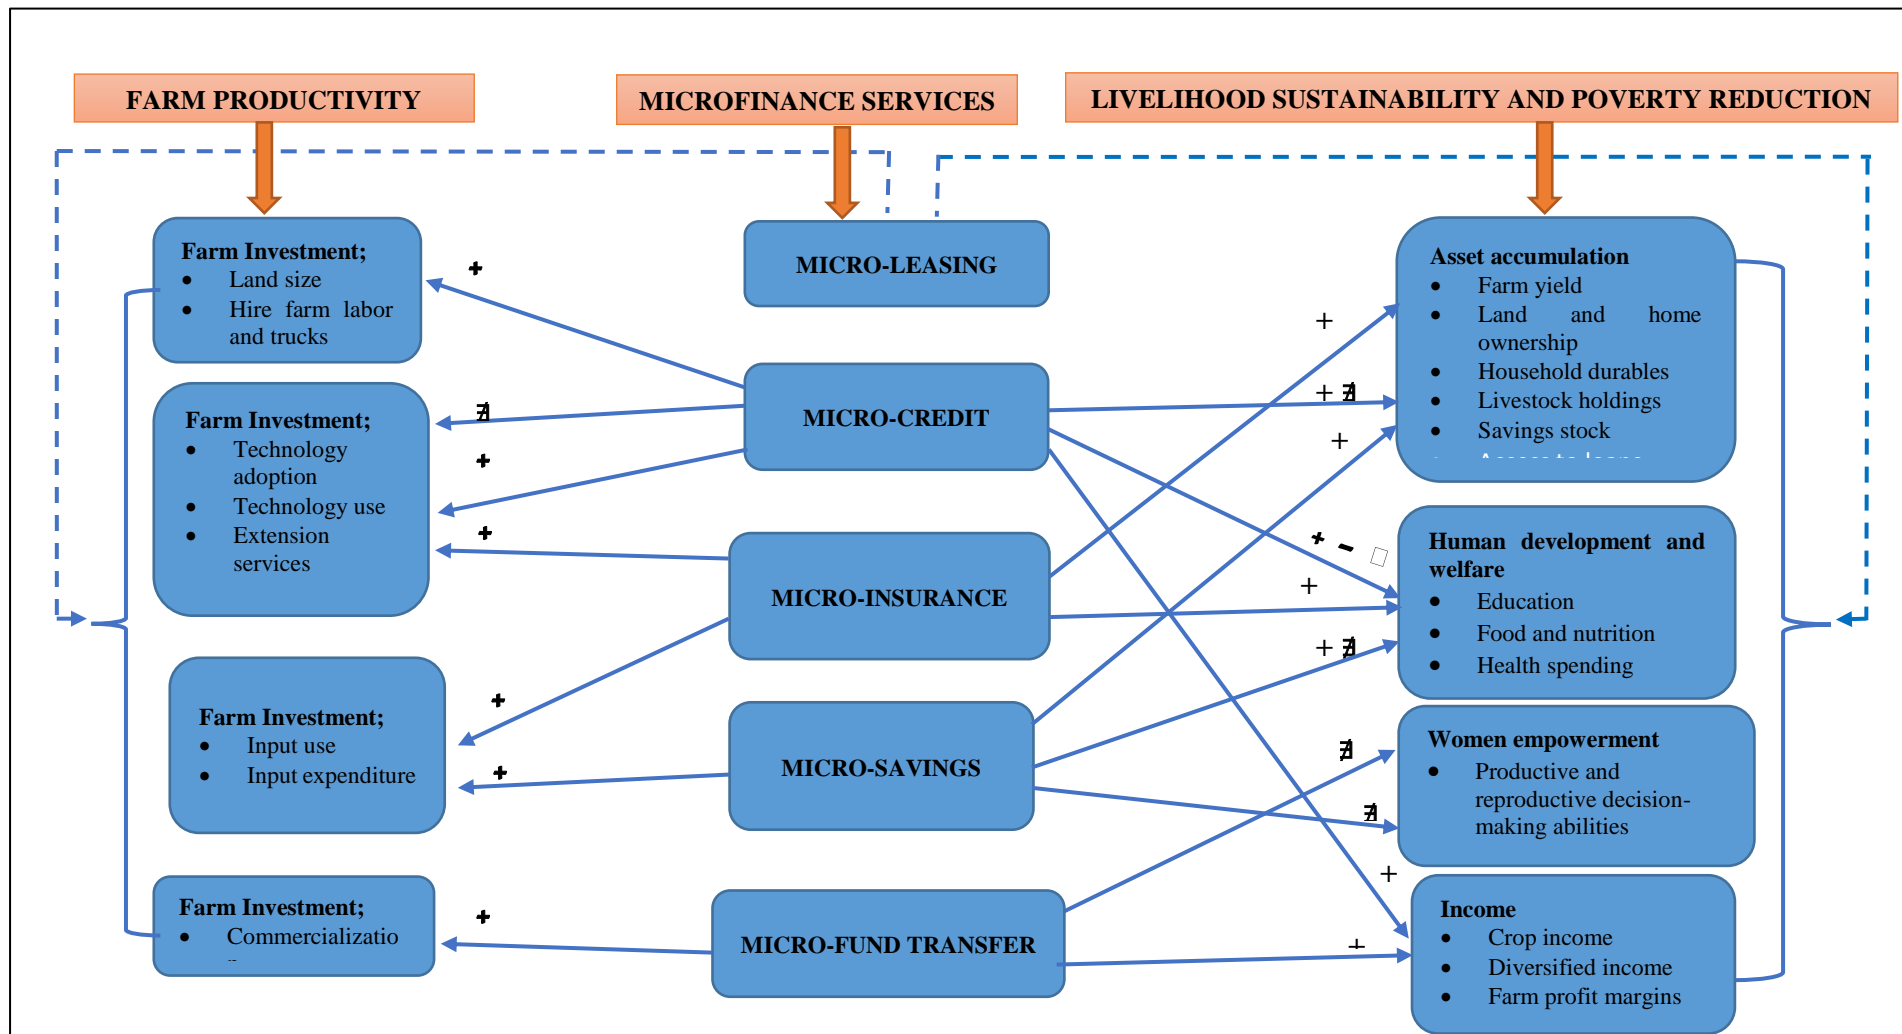 FARM PRODUCTIVITY
MICROFINANCE SERVICES
LIVELIHOOD SUSTAINABILITY AND POVERTY REDUCTION
Farm Investment;
• Land size
• Hire farm labor
and trucks
+
Farm Investment;
• Technology
adoption
• Technology use
• Extension
services
∄
+
+
Farm Investment;
• Input use
• Input expenditure
+
+
Farm Investment;
• Commercializatio
n
+
MICRO-LEASING
MICRO-CREDIT
MICRO-INSURANCE
MICRO-SAVINGS
MICRO-FUND TRANSFER
+
+ ∄
+
+ -
+
+ ∄
∄
∄
+
+
Asset accumulation
• Farm yield
• Land and home
ownership
• Household durables
• Livestock holdings
• Savings stock
• Access to loans
Human development and
welfare
• Education
• Food and nutrition
• Health spending
Women empowerment
• Productive and
reproductive decision-
making abilities
Income
• Crop income
• Diversified income
• Farm profit margins